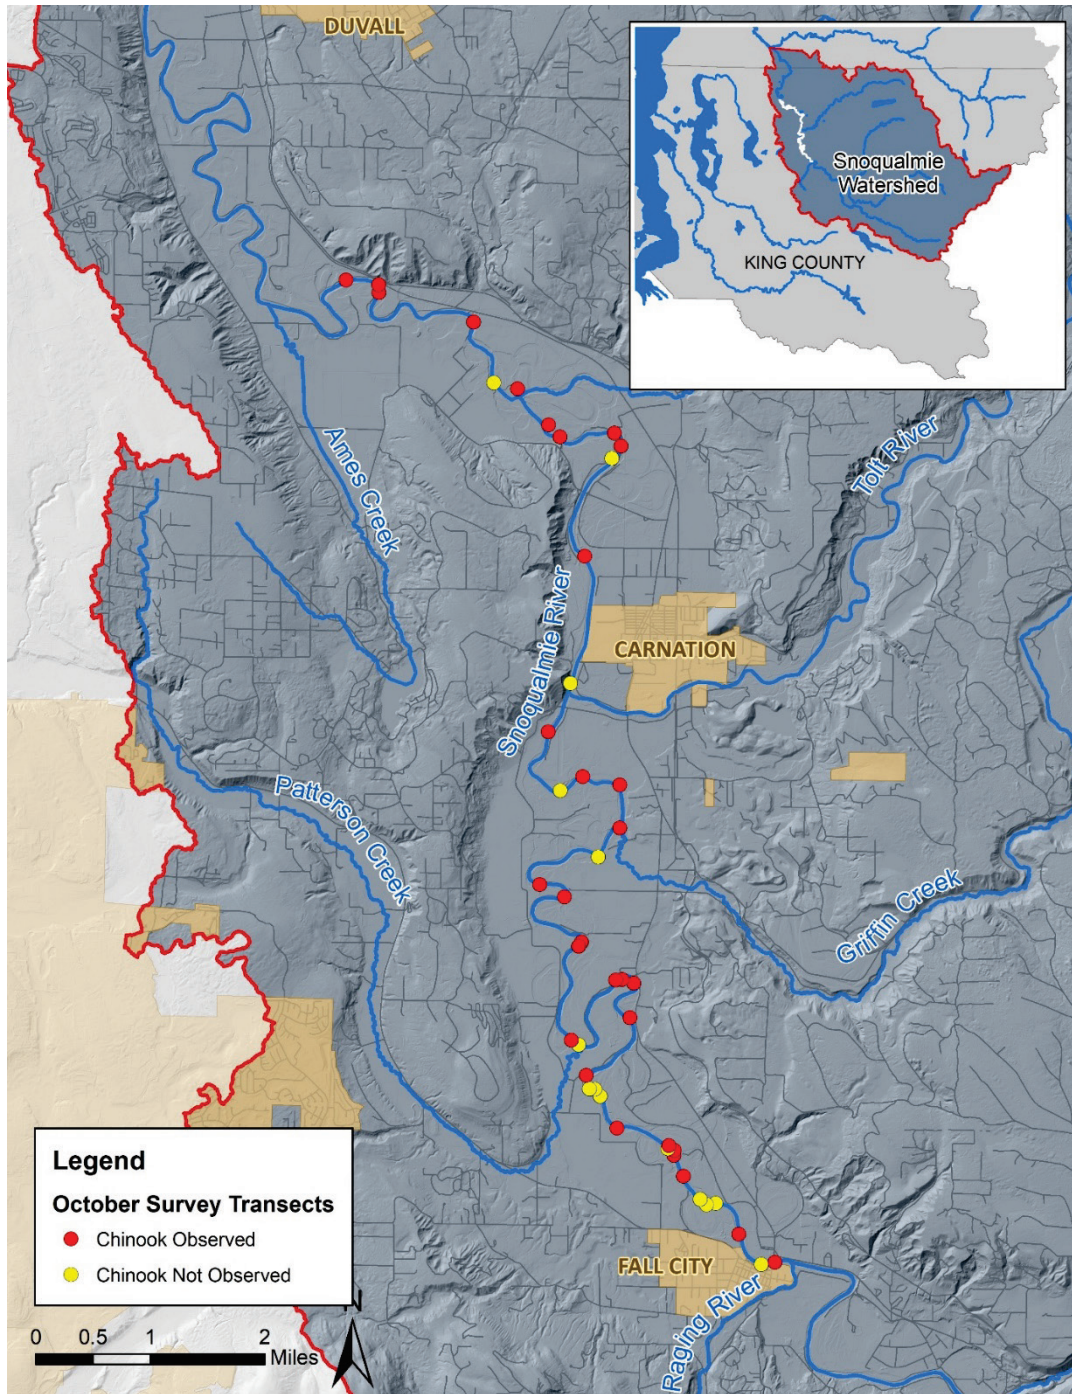 DUVALL
Snoqualmie
Watershed
KING COUNTY
Ames Creek
Tolt River
Snoqualmie River
CARNATION
Patterson Creek
Griffin Creek
FALL CITY
Raging River
Legend
October Survey Transects
Chinook Observed
Chinook Not Observed
N
0 0.5 1 2
Miles